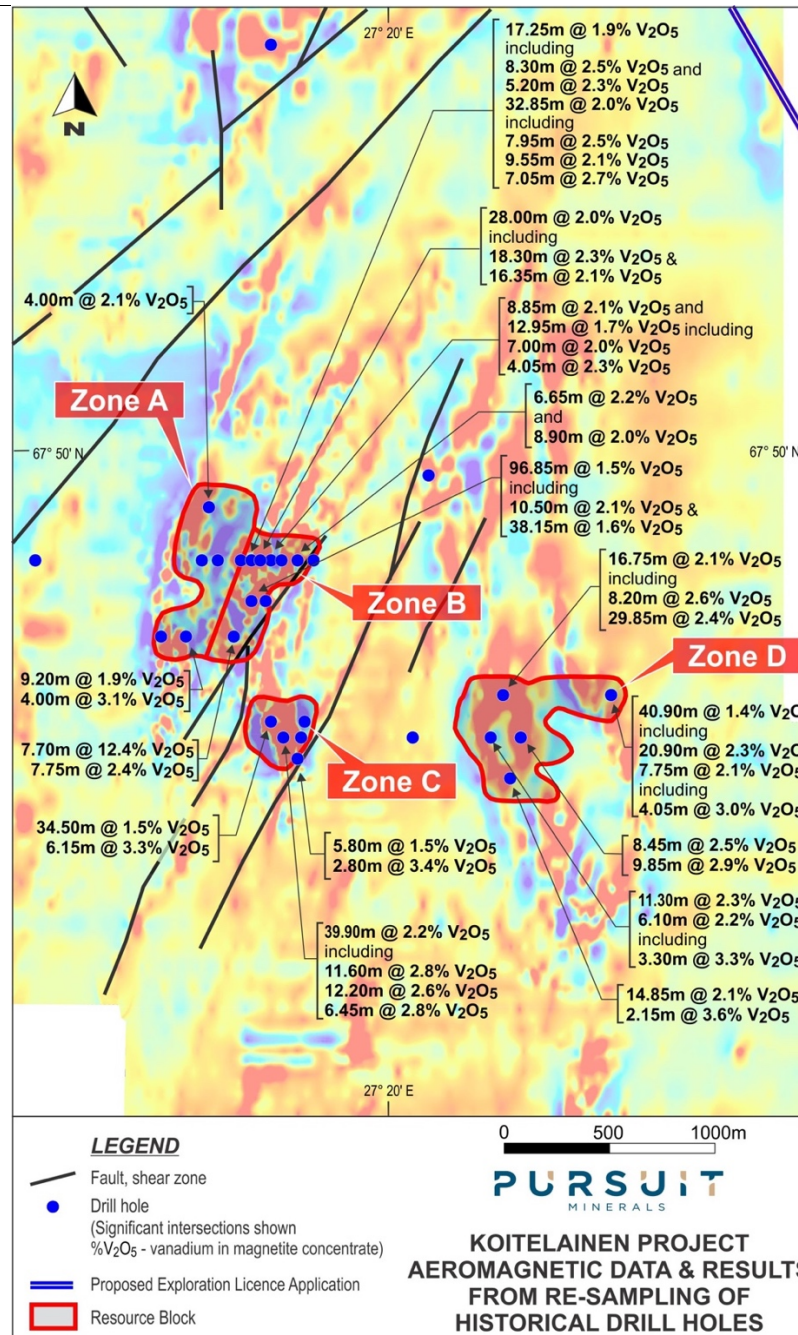 27° 20' E
N
17.25m @ 1.9% V2O5
including
8.30m @ 2.5% V2O5 and
5.20m @ 2.3% V2O5
32.85m @ 2.0% V2O5
including
7.95m @ 2.5% V2O5
9.55m @ 2.1% V2O5
7.05m @ 2.7% V2O5
28.00m @ 2.0% V2O5
including
18.30m @ 2.3% V2O5 &
16.35m @ 2.1% V2O5
4.00m @ 2.1% V2O5
8.85m @ 2.1% V2O5 and
12.95m @ 1.7% V2O5 including
7.00m @ 2.0% V2O5
4.05m @ 2.3% V2O5
Zone A
6.65m @ 2.2% V2O5
and
8.90m @ 2.0% V2O5
67° 50' N
67° 50' N
96.85m @ 1.5% V2O5
including
10.50m @ 2.1% V2O5 &
38.15m @ 1.6% V2O5
16.75m @ 2.1% V2O5
including
8.20m @ 2.6% V2O5
29.85m @ 2.4% V2O5
Zone B
Zone D
9.20m @ 1.9% V2O5
4.00m @ 3.1% V2O5
40.90m @ 1.4% V2O
including
20.90m @ 2.3% V2O
7.75m @ 2.1% V2O5
including
4.05m @ 3.0% V2O5
7.70m @ 12.4% V2O5
7.75m @ 2.4% V2O5
Zone C
34.50m @ 1.5% V2O5
6.15m @ 3.3% V2O5
5.80m @ 1.5% V2O5
2.80m @ 3.4% V2O5
8.45m @ 2.5% V2O5
9.85m @ 2.9% V2O5
11.30m @ 2.3% V2O5
6.10m @ 2.2% V2O5
including
3.30m @ 3.3% V2O5
39.90m @ 2.2% V2O5
including
11.60m @ 2.8% V2O5
12.20m @ 2.6% V2O5
6.45m @ 2.8% V2O5
14.85m @ 2.1% V2O5
2.15m @ 3.6% V2O5
27° 20' E
LEGEND
Fault, shear zone
Drill hole
(Significant intersections shown
%V2O5 - vanadium in magnetite concentrate)
Proposed Exploration Licence Application
Resource Block
0 500 1000m
PURSUIT
MINERALS
KOITELAINEN PROJECT
AEROMAGNETIC DATA & RESULTS
FROM RE-SAMPLING OF
HISTORICAL DRILL HOLES